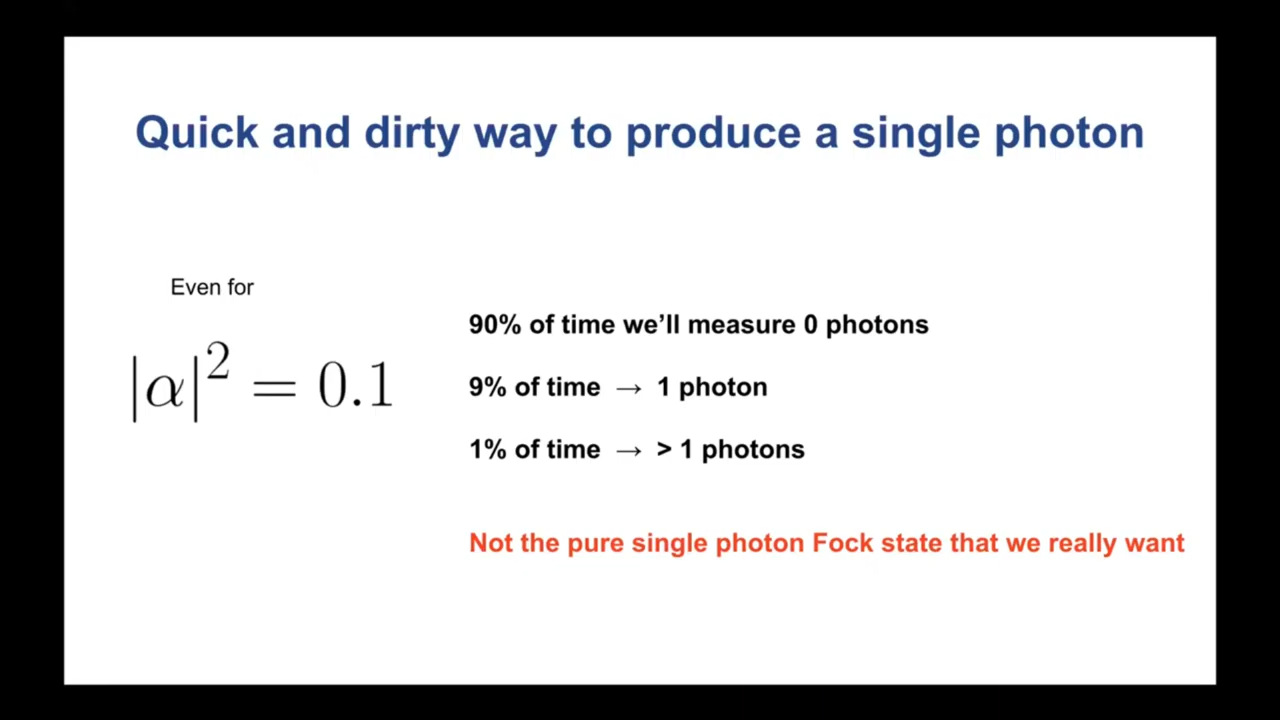 Quick and dirty way to produce a single photon
Even for
|α|² = 0.1
90% of time we’ll measure 0 photons
9% of time → 1 photon
1% of time → > 1 photons
Not the pure single photon Fock state that we really want